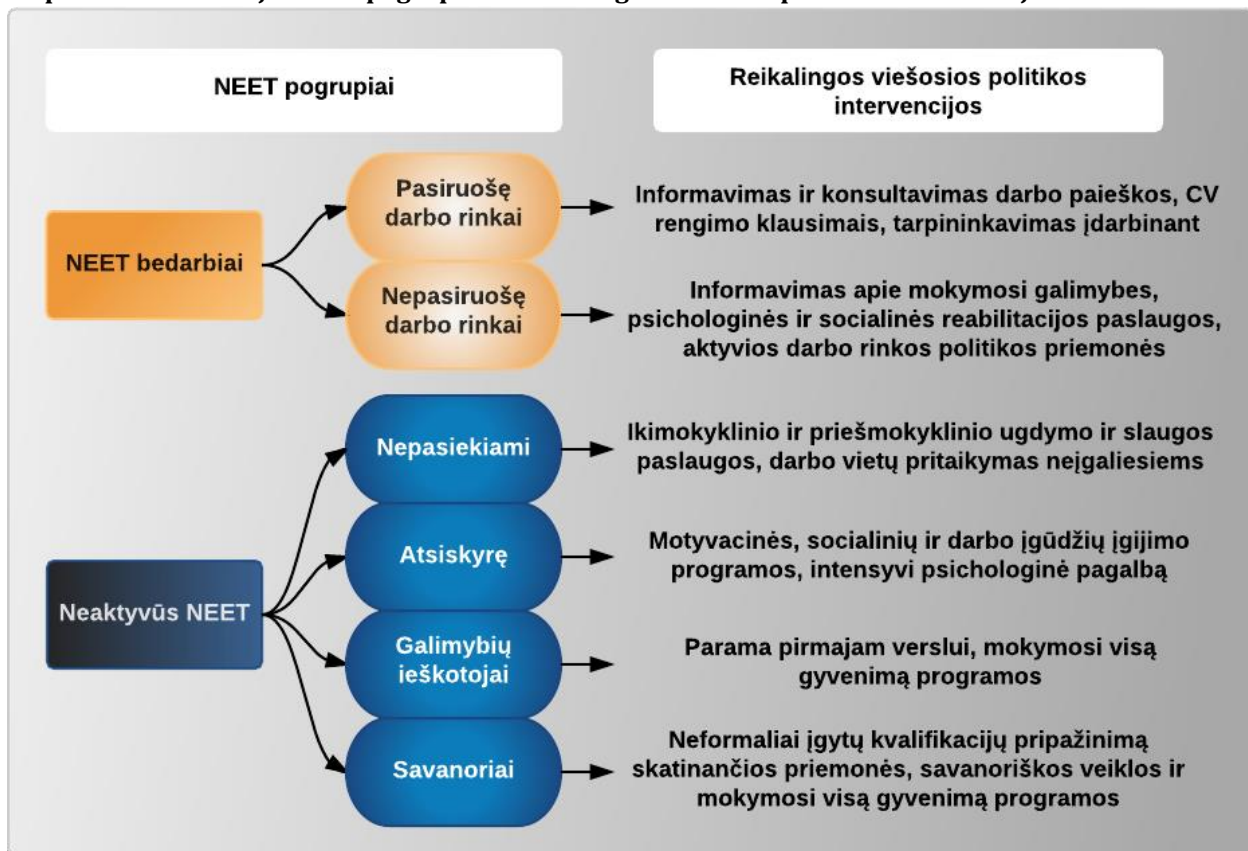 NEET pogrupiai
Reikalingos viešosios politikos
intervencijos
NEET bedarbiai
Pasiruošę
darbo rinkai
Informavimas ir konsultavimas darbo paieškos, CV
rengimo klausimais, tarpininkavimas įdarbinant
Nepasiruošę
darbo rinkai
Informavimas apie mokymosi galimybes,
psichologinės ir socialinės reabilitacijos paslaugos,
aktyvios darbo rinkos politikos priemonės
Neaktyvūs NEET
Nepasiekiami
Ikimokyklinio ir priešmokyklinio ugdymo ir slaugos
paslaugos, darbo vietų pritaikymas neįgaliesiems
Atsiskyrę
Motyvacinės, socialinių ir darbo įgūdžių įgijimo
programos, intensyvi psichologinė pagalbą
Galimybių
ieškotojai
Parama pirmajam verslui, mokymosi visą
gyvenimą programos
Savanoriai
Neformaliai įgytų kvalifikacijų pripažinimą
skatinančios priemonės, savanoriškos veiklos ir
mokymosi visą gyvenimą programos